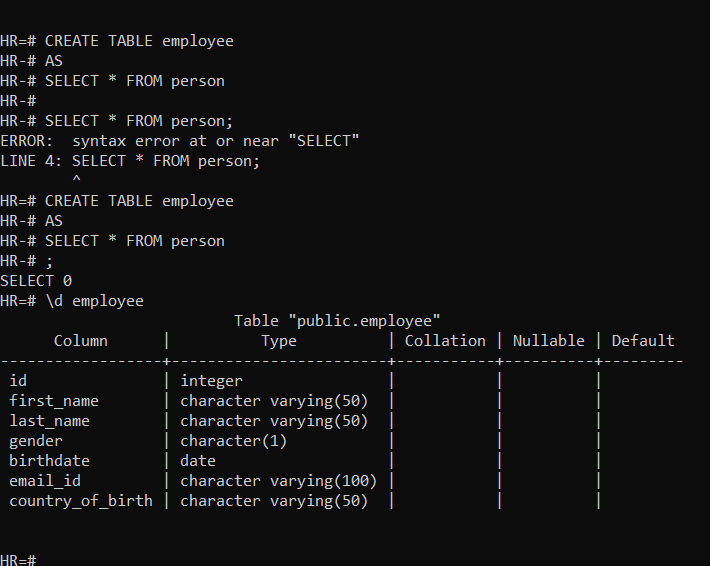 HR=# CREATE TABLE employee
HR-# AS
HR-# SELECT * FROM person
HR-#
HR-# SELECT * FROM person;
ERROR:  syntax error at or near "SELECT"
LINE 4: SELECT * FROM person;
        ^
HR=# CREATE TABLE employee
HR-# AS
HR-# SELECT * FROM person
HR-# ;
SELECT 0
HR=# \d employee
                          Table "public.employee"
      Column      |          Type          | Collation | Nullable | Default
------------------+------------------------+-----------+----------+---------
 id               | integer                |           |          |
 first_name       | character varying(50)  |           |          |
 last_name        | character varying(50)  |           |          |
 gender           | character(1)           |           |          |
 birthdate        | date                   |           |          |
 email_id         | character varying(100) |           |          |
 country_of_birth | character varying(50)  |           |          |
HR=#